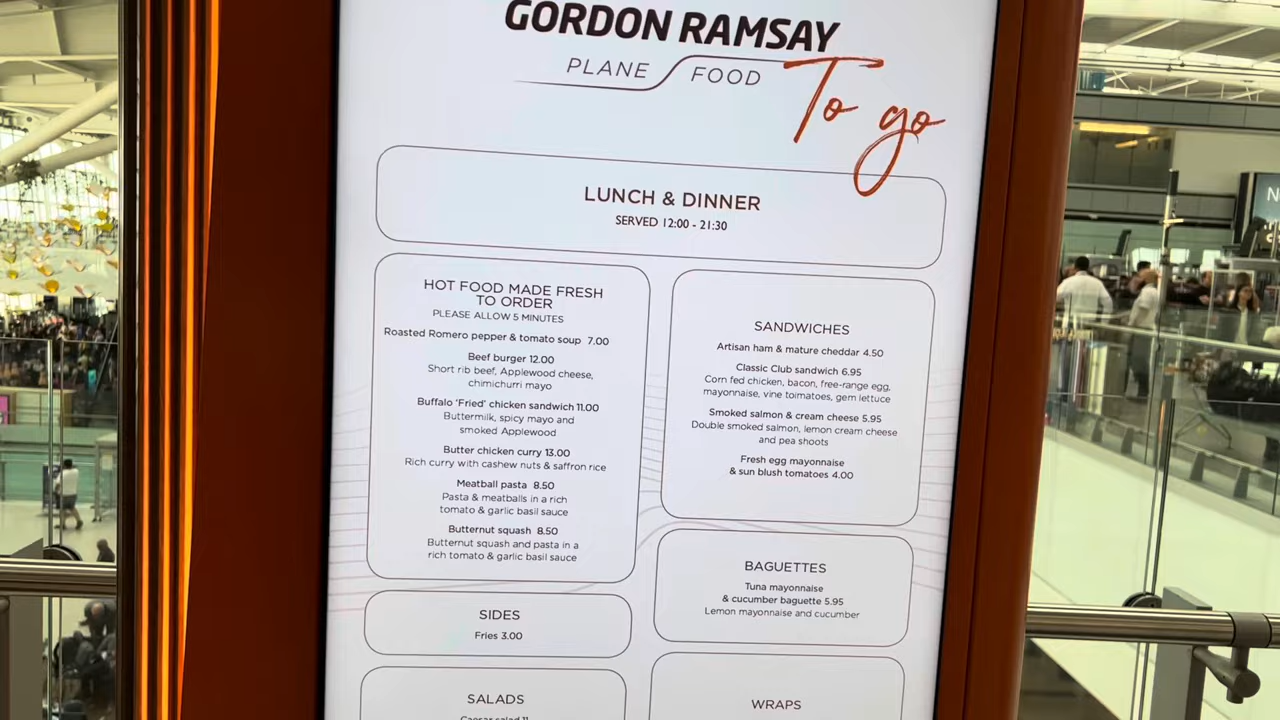 GORDON RAMSAY
PLANE FOOD
To go
LUNCH & DINNER
SERVED 12:00 - 21:30
HOT FOOD MADE FRESH
TO ORDER
PLEASE ALLOW 5 MINUTES
Roasted Romero pepper & tomato soup 7.00
Beef burger 12.00
Short rib beef, Applewood cheese,
chimichurri mayo
Buffalo 'Fried' chicken sandwich 11.00
Buttermilk, spicy mayo and
smoked Applewood
Butter chicken curry 13.00
Rich curry with cashew nuts & saffron rice
Meatball pasta 8.50
Pasta & meatballs in a rich
tomato & garlic basil sauce
Butternut squash 8.50
Butternut squash and pasta in a
rich tomato & garlic basil sauce
SIDES
Fries 3.00
SALADS
SANDWICHES
Artisan ham & mature cheddar 4.50
Classic Club sandwich 6.95
Corn fed chicken, bacon, free-range egg,
mayonnaise, vine tomatoes, gem lettuce
Smoked salmon & cream cheese 5.95
Double smoked salmon, lemon cream cheese
and pea shoots
Fresh egg mayonnaise
& sun blush tomatoes 4.00
BAGUETTES
Tuna mayonnaise
& cucumber baguette 5.95
Lemon mayonnaise and cucumber
WRAPS